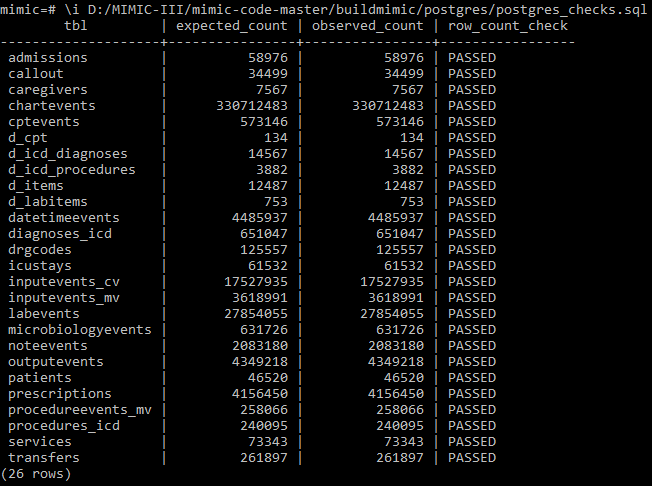 mimic=# \i D:/MIMIC-III/mimic-code-master/buildmimic/postgres/postgres_checks.sql
        tbl         | expected_count | observed_count | row_count_check
--------------------+----------------+----------------+-----------------
 admissions         |          58976 |          58976 | PASSED
 callout            |          34499 |          34499 | PASSED
 caregivers         |           7567 |           7567 | PASSED
 chartevents        |      330712483 |      330712483 | PASSED
 cptevents          |         573146 |         573146 | PASSED
 d_cpt              |            134 |            134 | PASSED
 d_icd_diagnoses    |          14567 |          14567 | PASSED
 d_icd_procedures   |           3882 |           3882 | PASSED
 d_items            |          12487 |          12487 | PASSED
 d_labitems         |            753 |            753 | PASSED
 datetimeevents     |        4485937 |        4485937 | PASSED
 diagnoses_icd      |         651047 |         651047 | PASSED
 drgcodes           |         125557 |         125557 | PASSED
 icustays           |          61532 |          61532 | PASSED
 inputevents_cv     |       17527935 |       17527935 | PASSED
 inputevents_mv     |        3618991 |        3618991 | PASSED
 labevents          |       27854055 |       27854055 | PASSED
 microbiologyevents |         631726 |         631726 | PASSED
 noteevents         |        2083180 |        2083180 | PASSED
 outputevents       |        4349218 |        4349218 | PASSED
 patients           |          46520 |          46520 | PASSED
 prescriptions      |        4156450 |        4156450 | PASSED
 procedureevents_mv |         258066 |         258066 | PASSED
 procedures_icd     |         240095 |         240095 | PASSED
 services           |          73343 |          73343 | PASSED
 transfers          |         261897 |         261897 | PASSED
(26 rows)